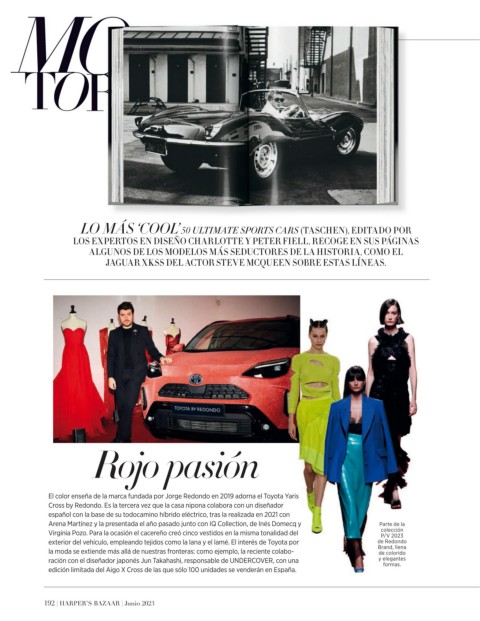 MO
TOR
LO MÁS ‘COOL’ 50 ULTIMATE SPORTS CARS (TASCHEN), EDITADO POR
LOS EXPERTOS EN DISEÑO CHARLOTTE Y PETER FIELL, RECOGE EN SUS PÁGINAS
ALGUNOS DE LOS MODELOS MÁS SEDUCTORES DE LA HISTORIA, COMO EL
JAGUAR XKSS DEL ACTOR STEVE MCQUEEN SOBRE ESTAS LÍNEAS.
TOYOTA BY REDONDO
Rojo pasión
El color enseña de la marca fundada por Jorge Redondo en 2019 adorna el Toyota Yaris
Cross by Redondo. Es la tercera vez que la casa nipona colabora con un diseñador
español con la base de su todocamino híbrido eléctrico, tras la realizada en 2021 con
Arena Martínez y la presentada el año pasado junto con IQ Collection, de Inés Domecq y
Virginia Pozo. Para la ocasión el cacereño creó cinco vestidos en la misma tonalidad del
exterior del vehículo, empleando tejidos como la lana y el lamé. El interés de Toyota por
la moda se extiende más allá de nuestras fronteras: como ejemplo, la reciente colabo-
ración con el diseñador japonés Jun Takahashi, responsable de UNDERCOVER, con una
edición limitada del Aigo X Cross de las que sólo 100 unidades se venderán en España.
Parte de la
colección
P/V 2023
de Redondo
Brand, llena
de colorido
y elegantes
formas.
192 | HARPER'S BAZAAR | Junio 2023